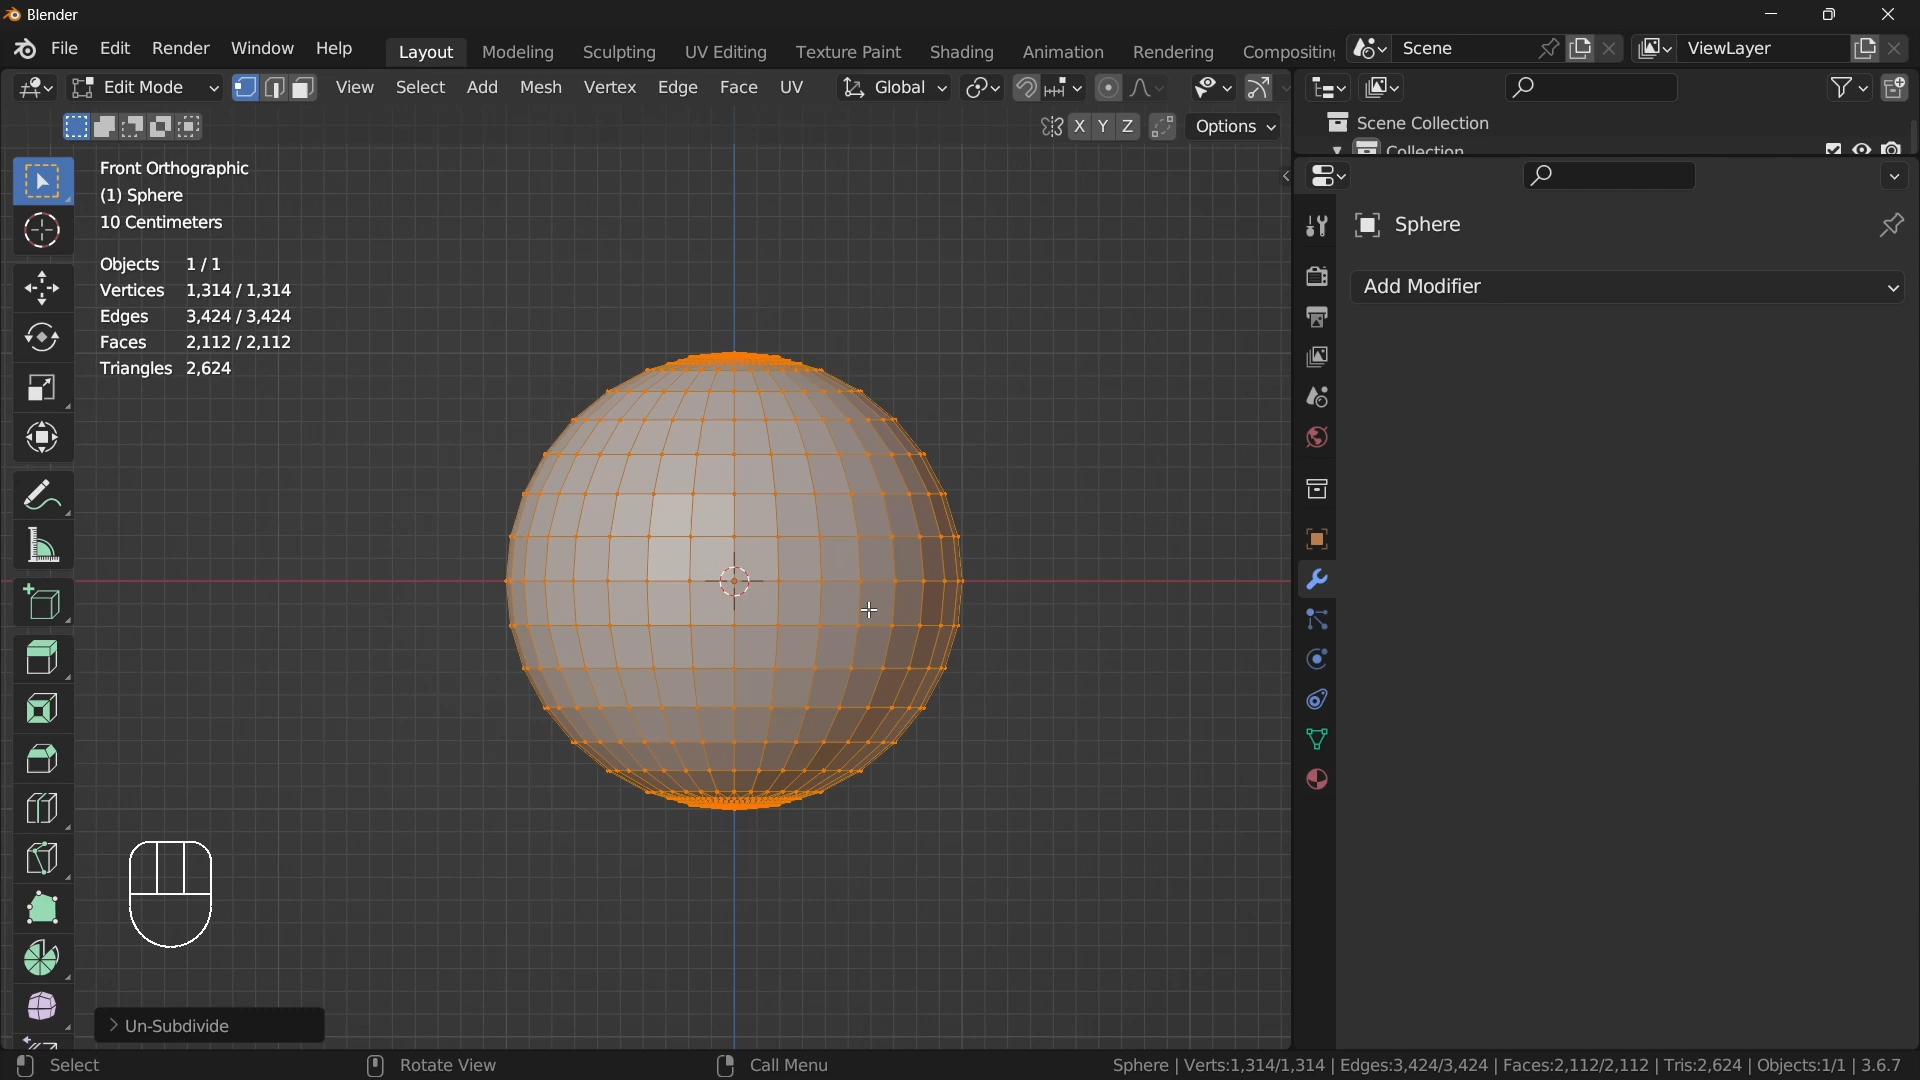 Blender
File Edit Render Window Help Layout Modeling Sculpting UV Editing Texture Paint Shading Animation Rendering Compositing Scene ViewLayer
Edit Mode View Select Add Mesh Vertex Edge Face UV Global
X Y Z Options
Scene Collection
Collection
Front Orthographic
(1) Sphere
10 Centimeters
Objects 1 / 1
Vertices 1,314 / 1,314
Edges 3,424 / 3,424
Faces 2,112 / 2,112
Triangles 2,624
Sphere
Add Modifier
Un-Subdivide
Select Rotate View Call Menu Sphere | Verts:1,314/1,314 | Edges:3,424/3,424 | Faces:2,112/2,112 | Tris:2,624 | Objects:1/1 | 3.6.7